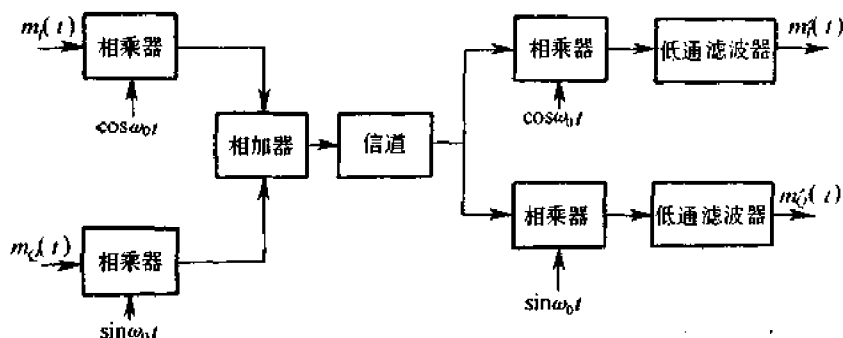 m_I(t)
相乘器
cosω₀t
m_Q(t)
相乘器
sinω₀t
相加器
信道
相乘器
cosω₀t
低通滤波器
m_I′(t)
相乘器
sinω₀t
低通滤波器
m_Q′(t)